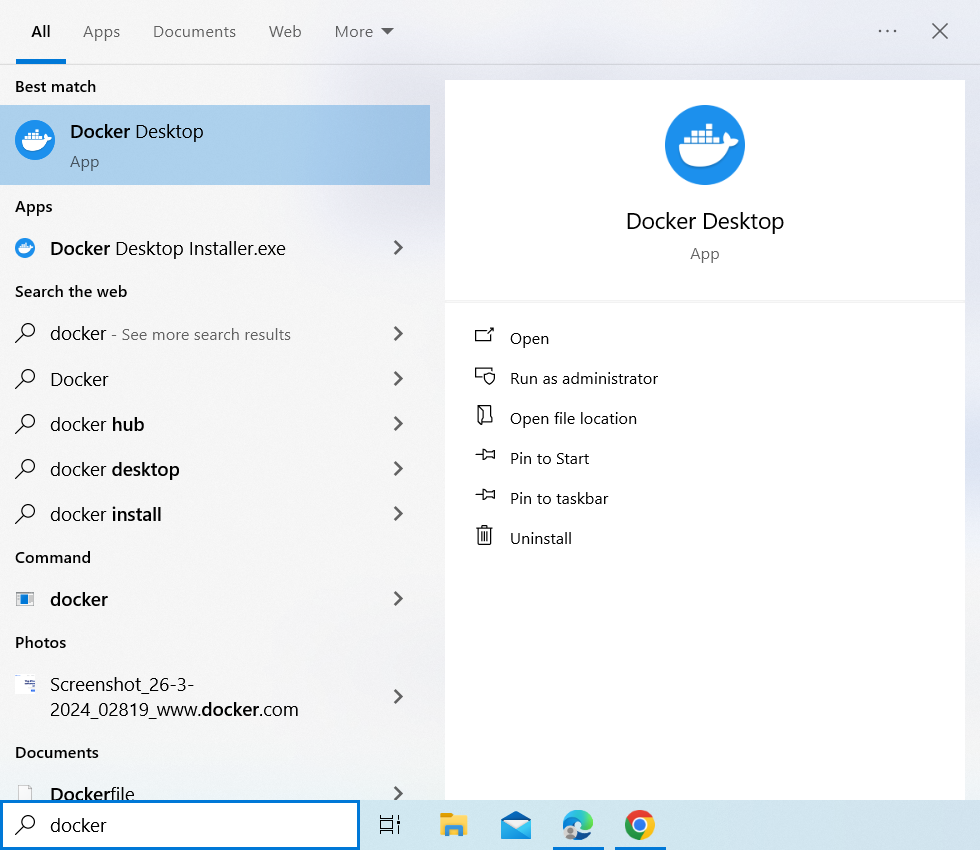 All Apps Documents Web More
Best match
Docker Desktop
App
Apps
Docker Desktop Installer.exe
Search the web
docker - See more search results
Docker
docker hub
docker desktop
docker install
Command
docker
Photos
Screenshot_26-3-
2024_02819_www.docker.com
Documents
Dockerfile
docker
Docker Desktop
App
Open
Run as administrator
Open file location
Pin to Start
Pin to taskbar
Uninstall